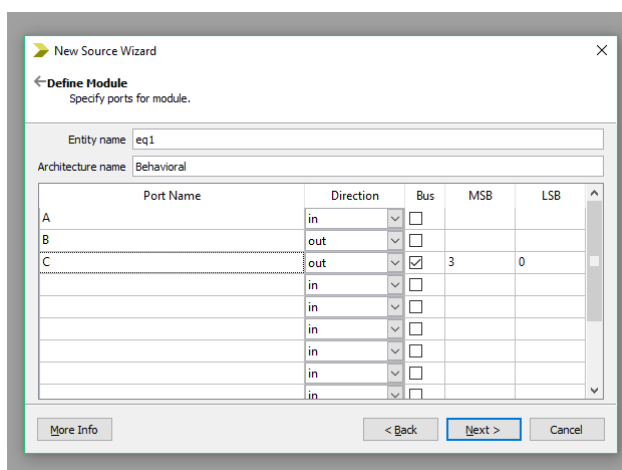 New Source Wizard
Define Module
Specify ports for module.
Entity name eq1
Architecture name Behavioral
Port Name Direction Bus MSB LSB
A in
B out
C out 3 0
in
in
in
in
in
in
More Info < Back Next > Cancel